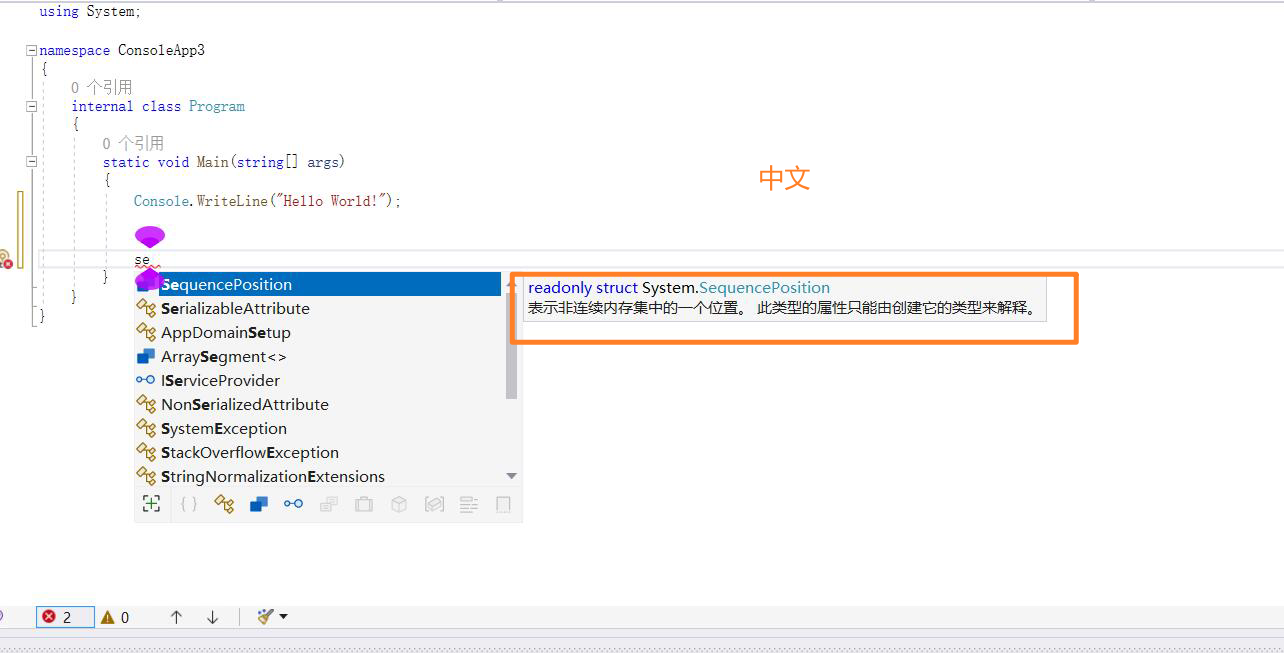 using System;
namespace ConsoleApp3
{
0 个引用
internal class Program
{
0 个引用
static void Main(string[] args)
{
中文
Console.WriteLine("Hello World!");
se
}
}
}
SequencePosition
SerializableAttribute
AppDomainSetup
ArraySegment<>
IServiceProvider
NonSerializedAttribute
SystemException
StackOverflowException
StringNormalizationExtensions
readonly struct System.SequencePosition
表示非连续内存集中的一个位置。 此类型的属性只能由创建它的类型来解释。
2 0